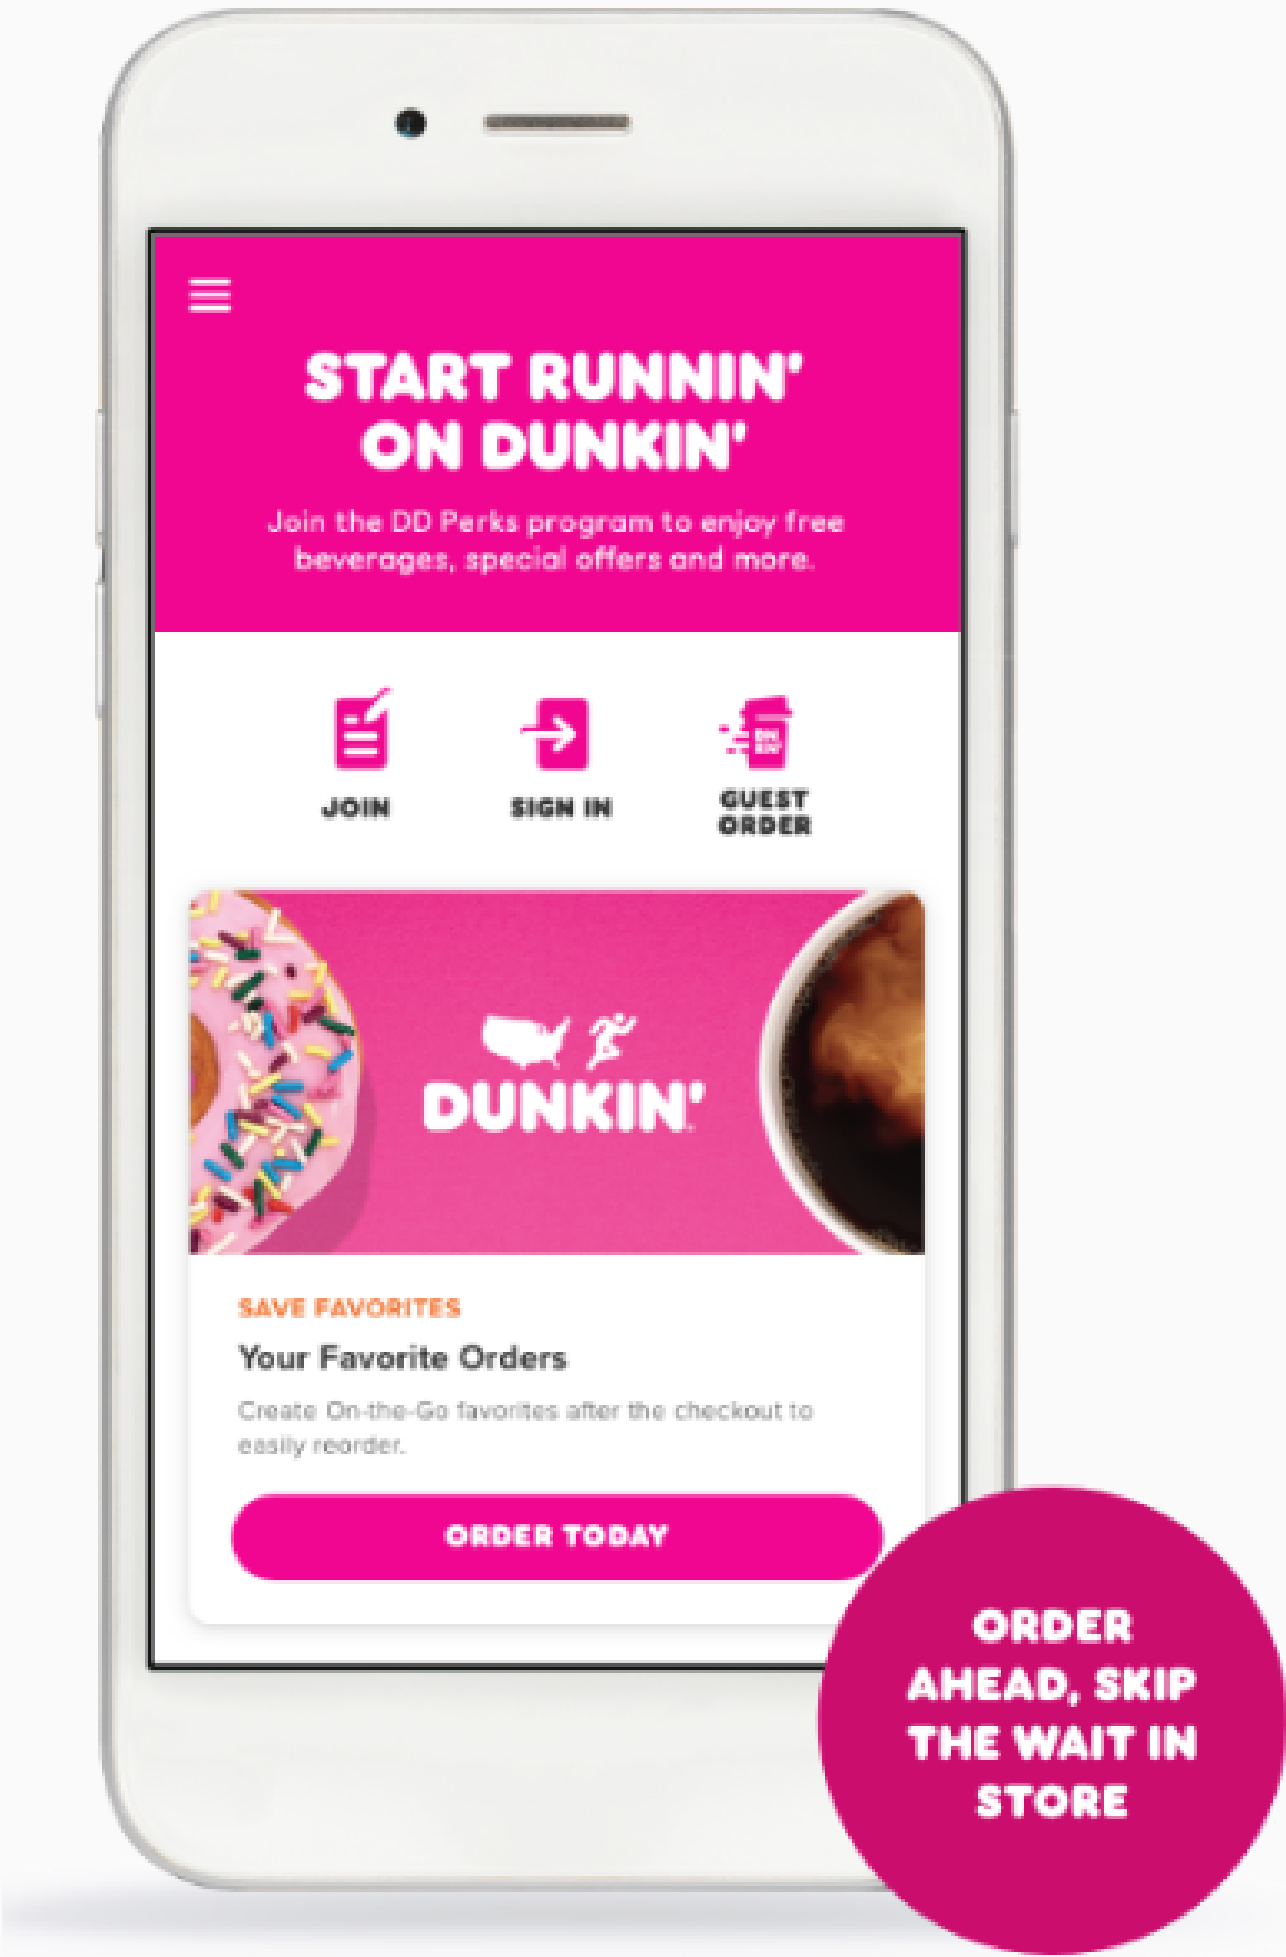 START RUNNIN'
ON DUNKIN'
Join the DD Perks program to enjoy free
beverages, special offers and more.
JOIN
SIGN IN
DN
KN'
GUEST
ORDER
DUNKIN'
SAVE FAVORITES
Your Favorite Orders
Create On-the-Go favorites after the checkout to
easily reorder.
ORDER TODAY
ORDER
AHEAD, SKIP
THE WAIT IN
STORE